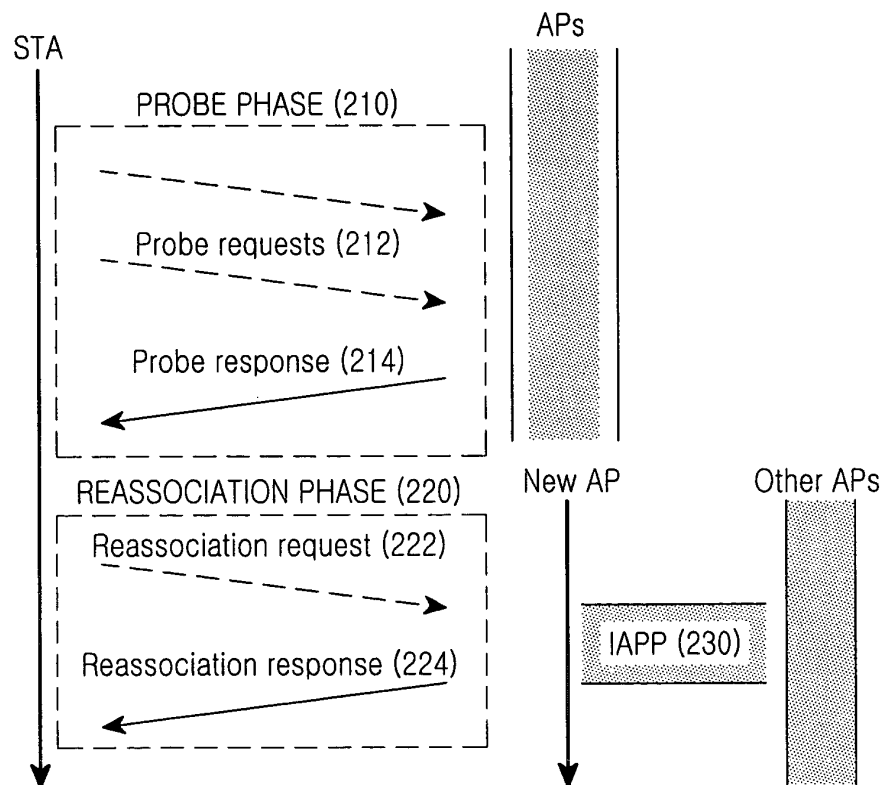 APs
STA
PROBE PHASE (210)
Probe requests (212)
Probe response (214)
REASSOCIATION PHASE (220)
New AP
Other APs
Reassociation request (222)
IAPP (230)
Reassociation response (224)